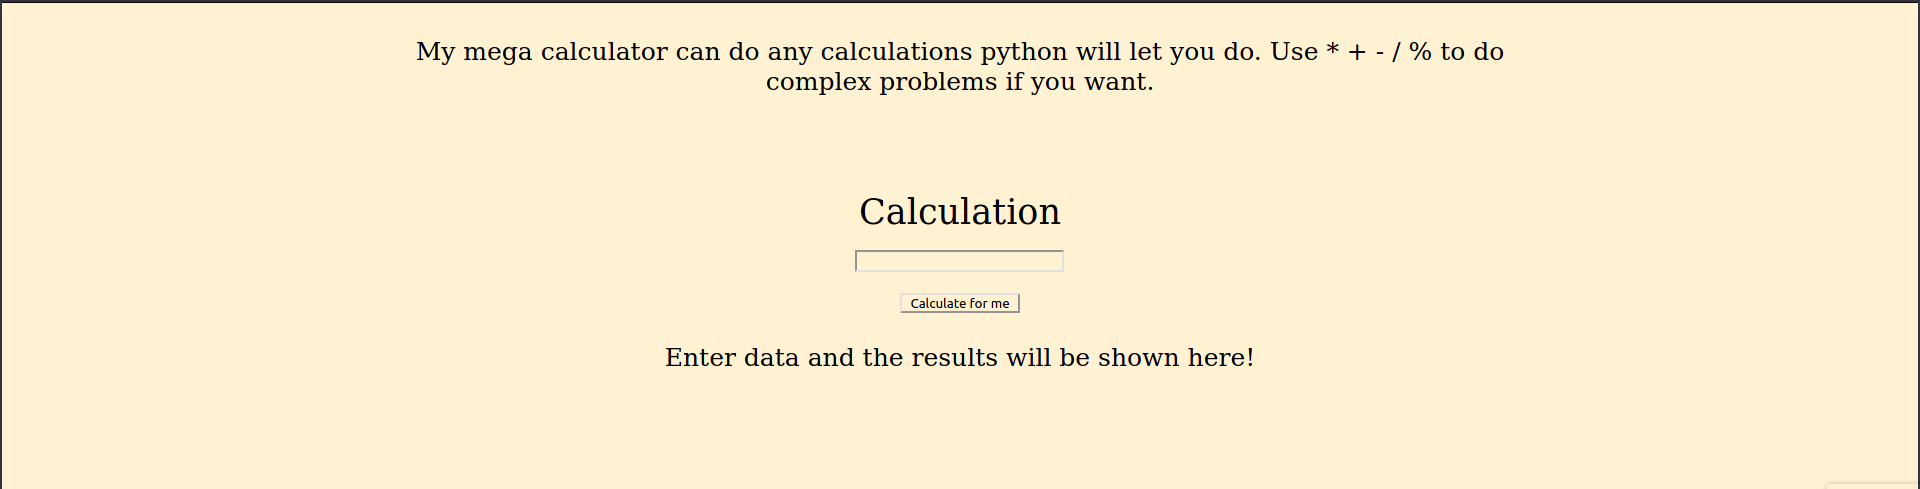 My mega calculator can do any calculations python will let you do. Use * + - / % to do
complex problems if you want.
Calculation
Calculate for me
Enter data and the results will be shown here!